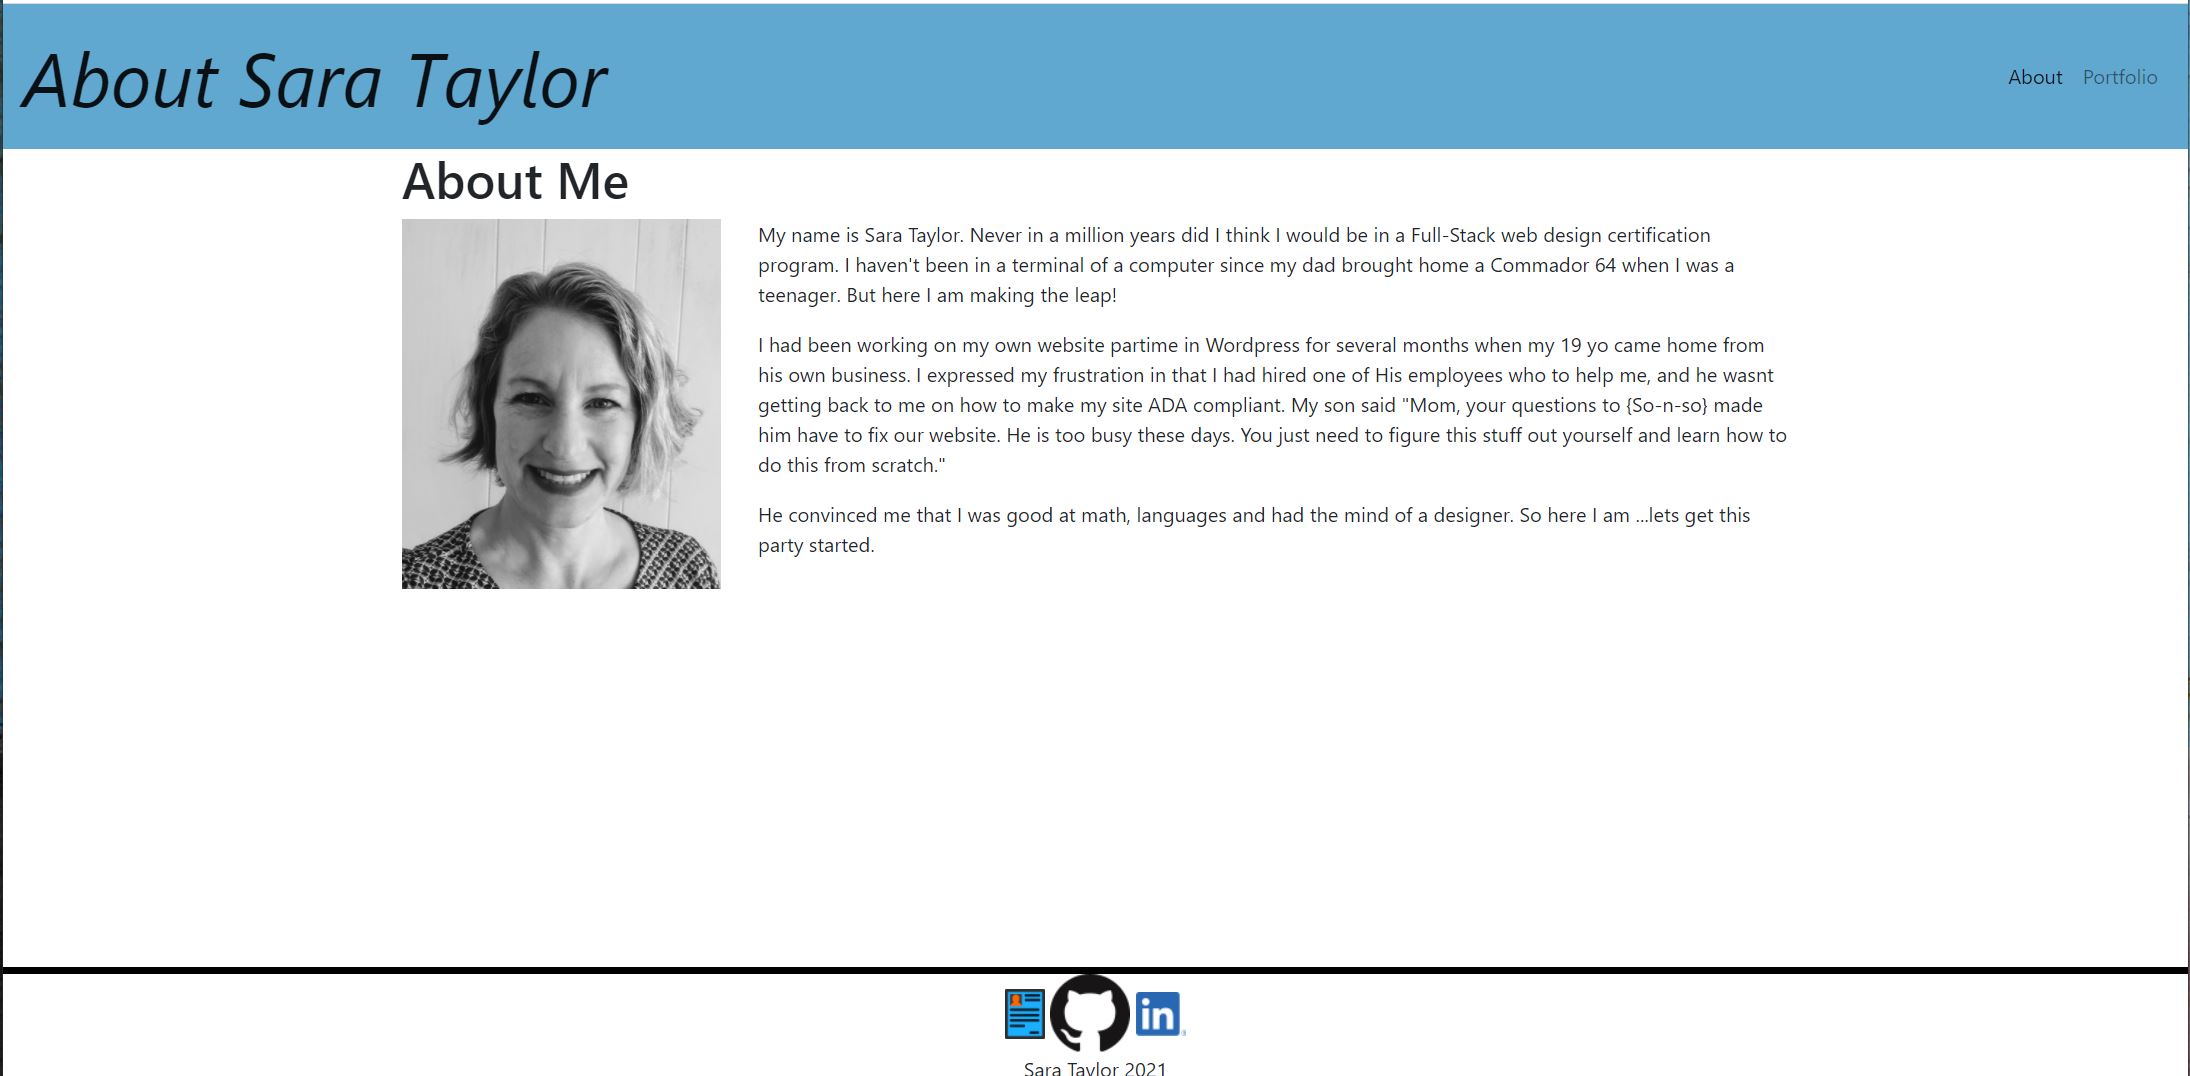 About Sara Taylor
About Portfolio
About Me
My name is Sara Taylor. Never in a million years did I think I would be in a Full-Stack web design certification
program. I haven't been in a terminal of a computer since my dad brought home a Commador 64 when I was a
teenager. But here I am making the leap!
I had been working on my own website partime in Wordpress for several months when my 19 yo came home from
his own business. I expressed my frustration in that I had hired one of His employees who to help me, and he wasnt
getting back to me on how to make my site ADA compliant. My son said "Mom, your questions to {So-n-so} made
him have to fix our website. He is too busy these days. You just need to figure this stuff out yourself and learn how to
do this from scratch."
He convinced me that I was good at math, languages and had the mind of a designer. So here I am ...lets get this
party started.
in
Sara Taylor 2021